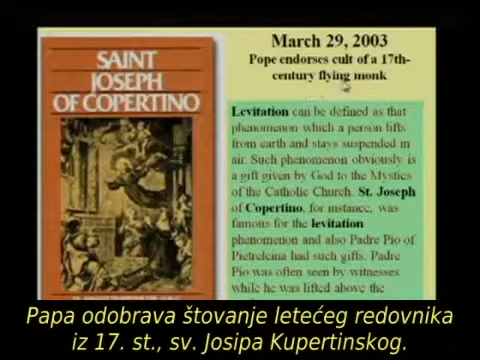 SAINT
JOSEPH
OF COPERTINO
March 29, 2003
Pope endorses cult of a 17th-
century flying monk
Levitation can be defined as that
phenomenon which a person lifts
from earth and stays suspended in
air. Such phenomenon obviously is
a gift given by God to the Mystics
of the Catholic Church. St. Joseph
of Copertino, for instance, was
famous for the levitation
phenomenon and also Padre Pio of
Pietrelcina had such gifts. Padre
Pio was often seen by witnesses
while he was lifted above the
Papa odobrava štovanje letećeg redovnika
iz 17. st., sv. Josipa Kupertinskog.